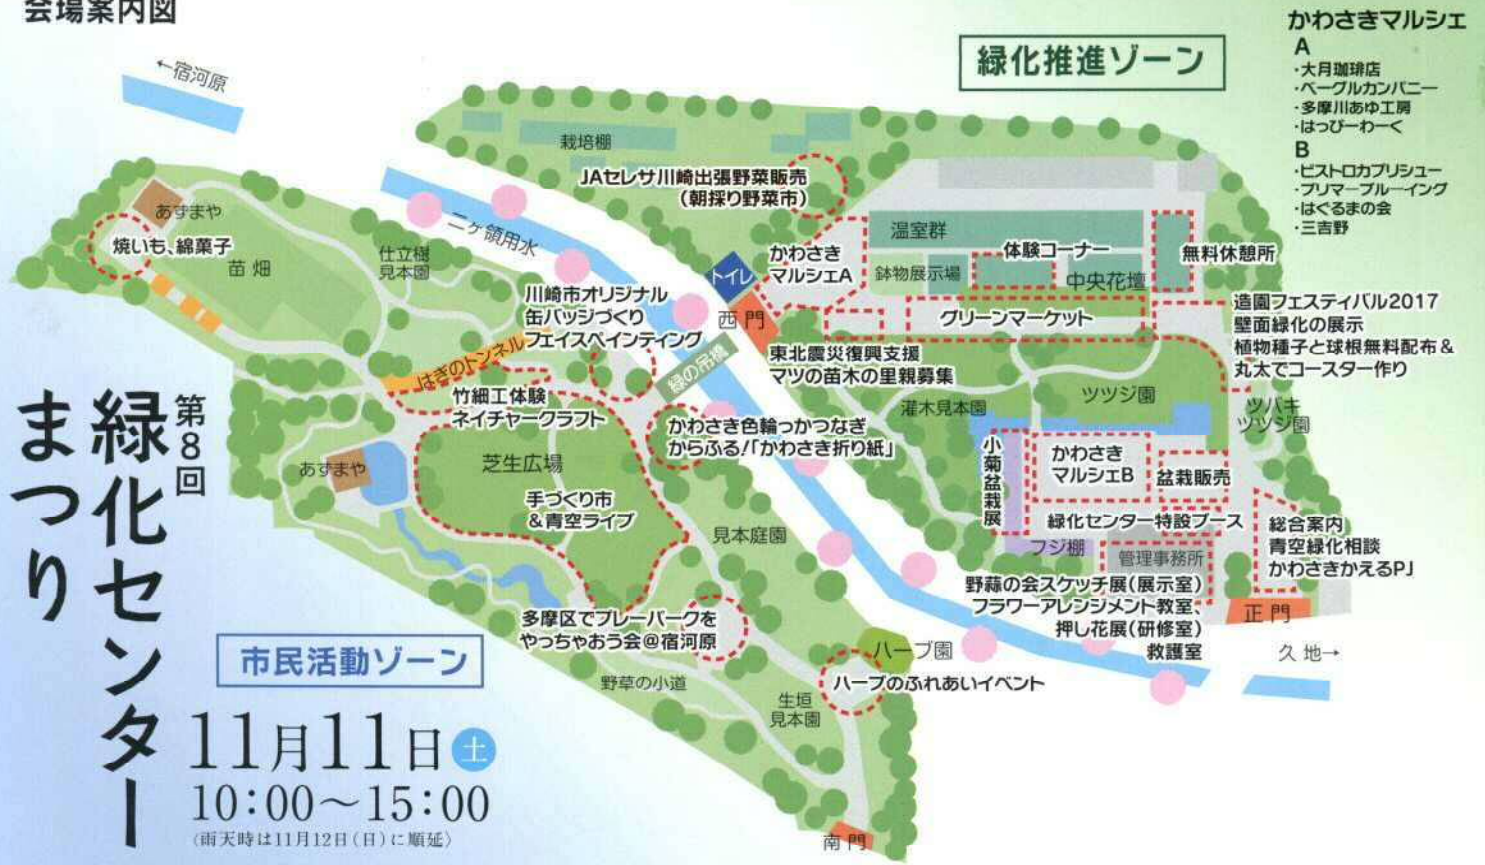 会場案内図
緑化推進ゾーン
かわさきマルシェ
A
・大月珈琲店
・ベーグルカンパニー
・多摩川あゆ工房
・はっぴーわーく
B
・ビストロカプリシュー
・プリマーブルーイング
・はぐるまの会
・三吉野
←宿河原
栽培棚
JAセレサ川崎出張野菜販売
(朝採り野菜市)
あずまや
焼いも、綿菓子
苗畑
仕立樹
見本園
二ヶ領用水
トイレ
西門
かわさき
マルシェA
温室群
鉢物展示場
体験コーナー
中央花壇
無料休憩所
グリーンマーケット
造園フェスティバル2017
壁面緑化の展示
植物種子と球根無料配布&
丸太でコースター作り
川崎市オリジナル
缶バッジづくり
フェイスペインティング
はぎのトンネル
緑の吊橋
東北震災復興支援
マツの苗木の里親募集
竹細工体験
ネイチャークラフト
かわさき色輪っかつなぎ
からふる!「かわさき折り紙」
灌木見本園
ツツジ園
ツバキ
ツツジ園
あずまや
芝生広場
手づくり市
&青空ライブ
見本庭園
小菊盆栽展
かわさき
マルシェB
盆栽販売
緑化センター特設ブース
フジ棚
管理事務所
総合案内
青空緑化相談
かわさきかえるPJ
野蒜の会スケッチ展(展示室)
フラワーアレンジメント教室、
押し花展(研修室)
救護室
正門
久地→
多摩区でプレーパークを
やっちゃおう会@宿河原
野草の小道
ハーブ園
ハーブのふれあいイベント
生垣
見本園
南門
第8回
緑化センター
まつり
市民活動ゾーン
11月11日土
10:00~15:00
(雨天時は11月12日(日)に順延)